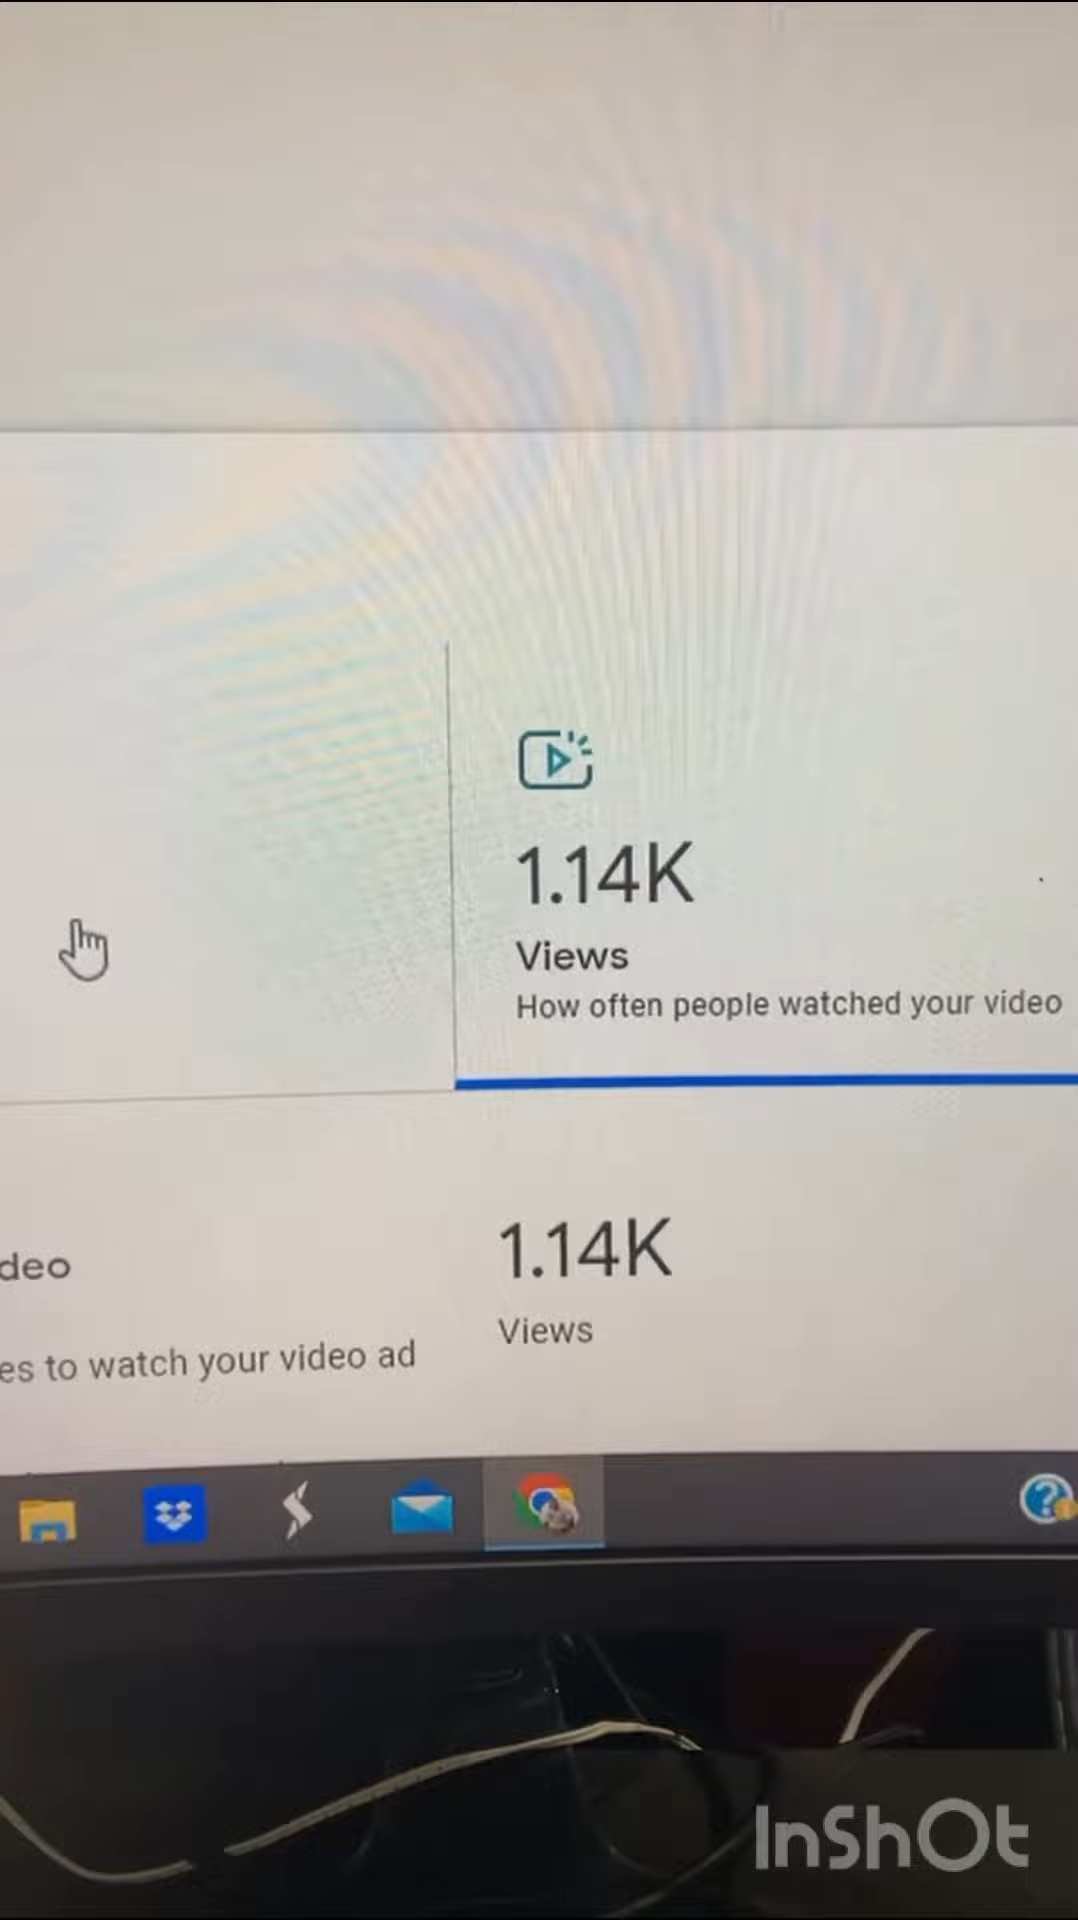 1.14K
Views
How often people watched your video
deo
1.14K
es to watch your video ad
Views
InShOt